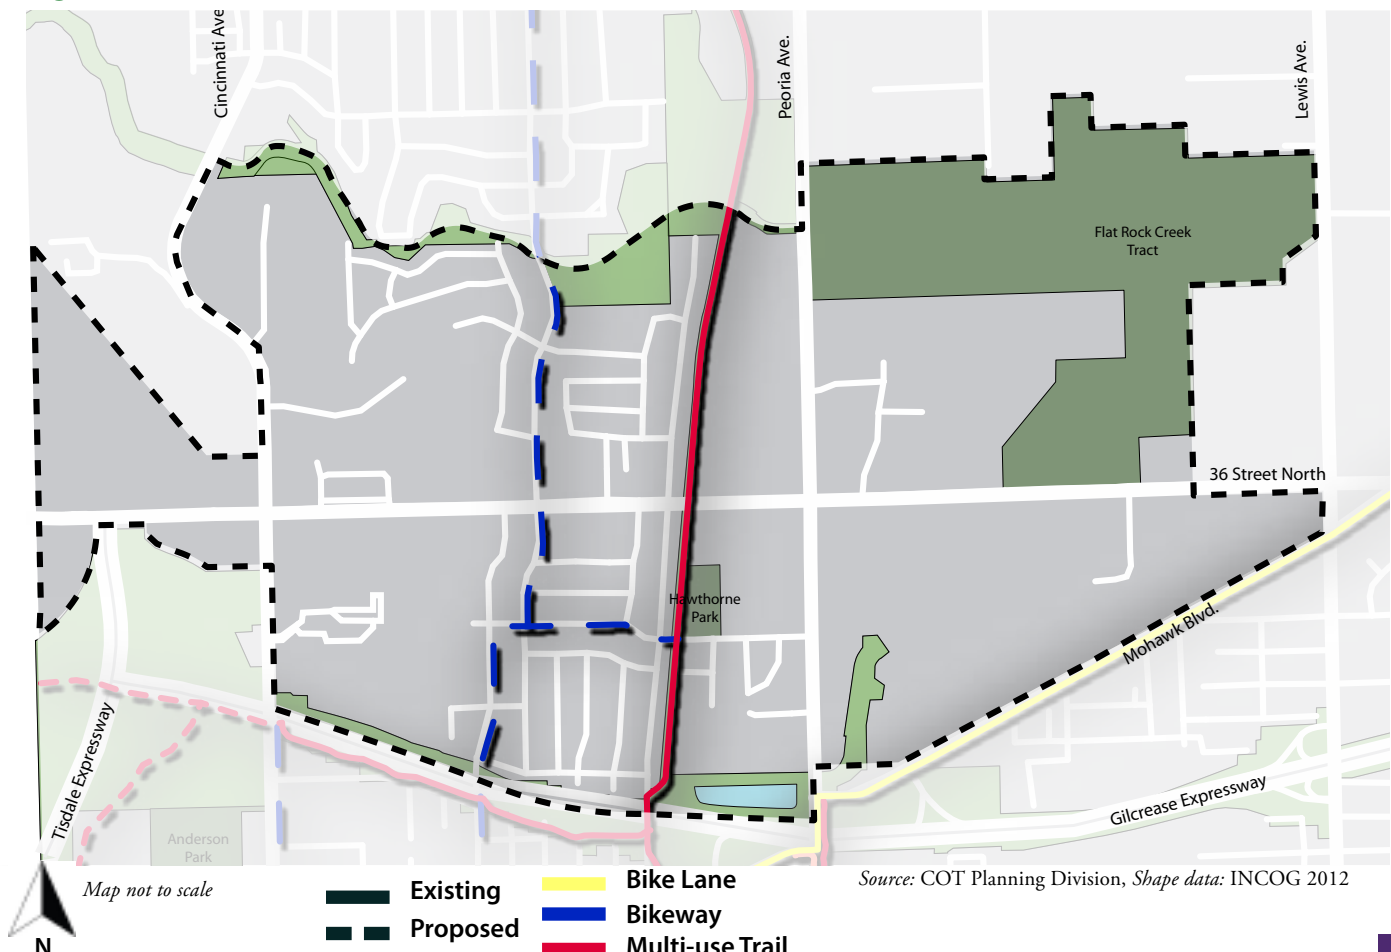 Cincinnati Ave
Peoria Ave.
Lewis Ave.
Flat Rock Creek
Tract
36 Street North
Hawthorne
Park
Mohawk Blvd.
Tisdale Expressway
Gilcrease Expressway
Anderson
Park
Map not to scale
N
Existing
Proposed
Bike Lane
Bikeway
Multi-use Trail
Source: COT Planning Division, Shape data: INCOG 2012